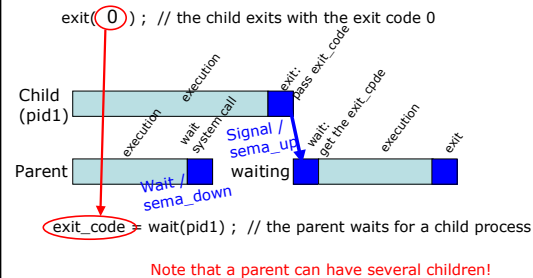 exit( 0 ) ; // the child exits with the exit code 0
execution
exit:
pass exit_code
Child
(pid1)
execution
wait
system call
Signal /
sema_up
wait:
get the exit_cpde
execution
exit
Parent
waiting
Wait /
sema_down
exit_code = wait(pid1) ; // the parent waits for a child process
Note that a parent can have several children!